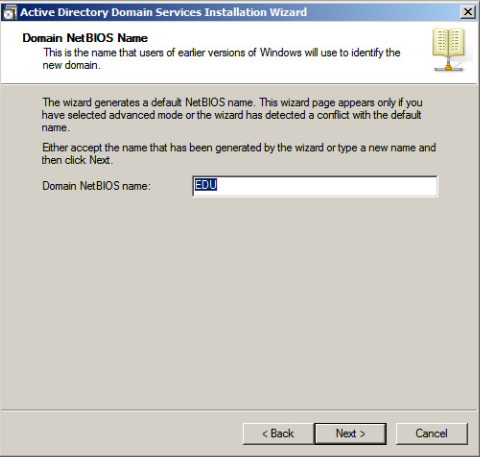 Active Directory Domain Services Installation Wizard
Domain NetBIOS Name
This is the name that users of earlier versions of Windows will use to identify the
new domain.
The wizard generates a default NetBIOS name. This wizard page appears only if you
have selected advanced mode or the wizard has detected a conflict with the default
name.
Either accept the name that has been generated by the wizard or type a new name and
then click Next.
Domain NetBIOS name: EDU
< Back Next > Cancel